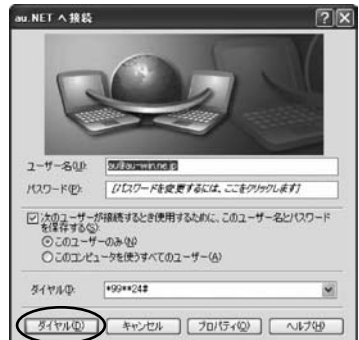 au.NET へ接続
ユーザー名(U):
au@au-win.ne.jp
パスワード(P):
[パスワードを変更するには、ここをクリックします]
次のユーザーが接続するとき使用するために、このユーザー名とパスワード
を保存する(S):
このユーザーのみ(N)
このコンピュータを使うすべてのユーザー(A)
ダイヤル(I):
*99**24#
ダイヤル(D)
キャンセル
プロパティ(O)
ヘルプ(H)